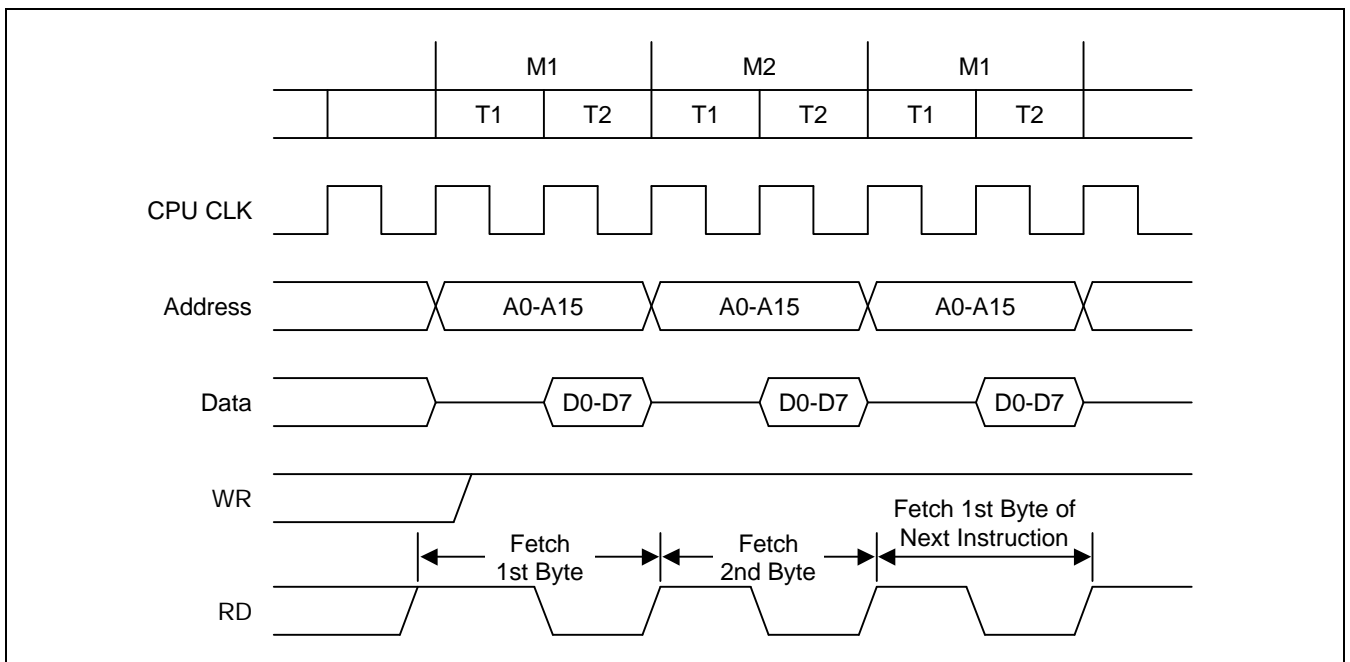 M1 M2 M1
T1 T2 T1 T2 T1 T2
CPU CLK
Address A0-A15 A0-A15 A0-A15
Data D0-D7 D0-D7 D0-D7
WR
Fetch 1st Byte of
Next Instruction
Fetch
1st Byte
Fetch
2nd Byte
RD